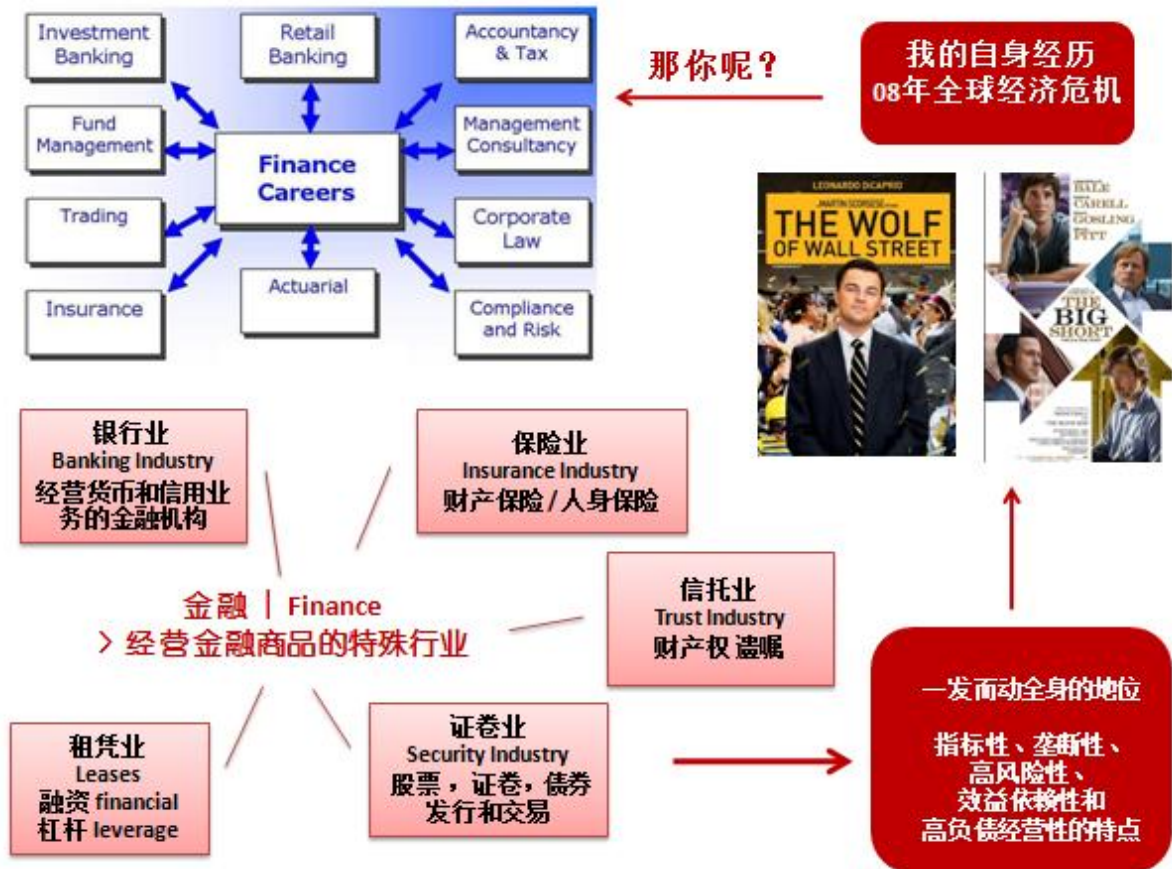 Investment
Banking
Retail
Banking
Accountancy
& Tax
Fund
Management
Finance
Careers
Management
Consultancy
Trading
Corporate
Law
Insurance
Actuarial
Compliance
and Risk
那你呢？
我的自身经历
08年全球经济危机
LEONARDO DiCAPRIO
MARTIN SCORSESE
THE WOLF
OF WALL STREET
BALE
CARELL
GOSLING
PITT
THE
BIG
SHORT
银行业
Banking Industry
经营货币和信用业
务的金融机构
保险业
Insurance Industry
财产保险 / 人身保险
金融 | Finance
> 经营金融商品的特殊行业
信托业
Trust Industry
财产权 遗嘱
租凭业
Leases
融资 financial
杠杆 leverage
证卷业
Security Industry
股票，证卷，债券
发行和交易
一发而动全身的地位
指标性、垄断性、
高风险性、
效益依赖性和
高负债经营性的特点